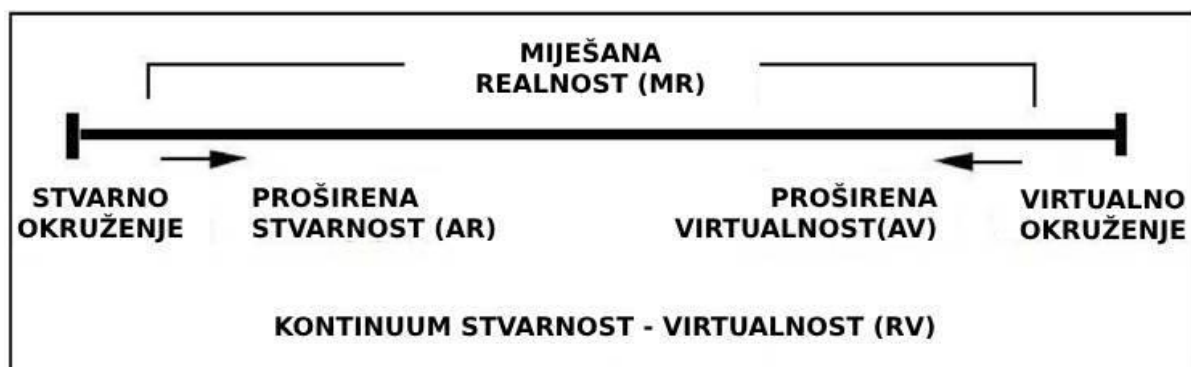 MIJEŠANA
REALNOST (MR)
STVARNO
OKRUŽENJE
PROŠIRENA
STVARNOST (AR)
PROŠIRENA
VIRTUALNOST(AV)
VIRTUALNO
OKRUŽENJE
KONTINUUM STVARNOST - VIRTUALNOST (RV)